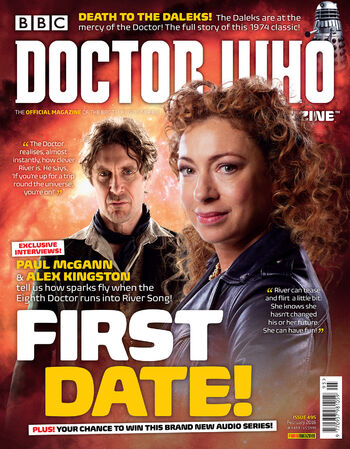 BBC
DEATH TO THE DALEKS! The Daleks are at the
mercy of the Doctor! The full story of this 1974 classic!
DOCTOR WHO
THE OFFICIAL MAGAZINE OF THE
ZINE™
“The Doctor
realises, almost
instantly, how clever
River is. He says,
‘If you're up for a trip
round the universe,
you're on!’”
EXCLUSIVE
INTERVIEWS!
PAUL McGANN
& ALEX KINGSTON
tell us how sparks fly when the
Eighth Doctor runs into River Song!
“River can tease
and flirt a little bit.
She knows she
hasn't changed
his or her future.
She can have fun!”
FIRST
DATE!
ISSUE 495
February 2016
PLUS! YOUR CHANCE TO WIN THIS BRAND NEW AUDIO SERIES!